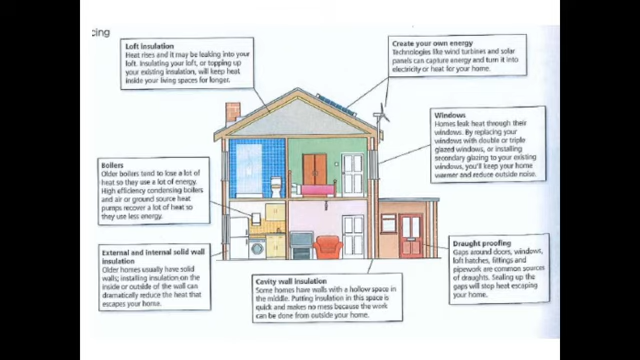 cing
Loft insulation
Heat rises and it may be leaking into your
loft. Insulating your loft, or topping up
your existing insulation, will keep heat
inside your living spaces for longer.
Create your own energy
Technologies like wind turbines and solar
panels can capture energy and turn it into
electricity or heat for your home.
Windows
Homes leak heat through their
windows. By replacing your
windows with double or triple
glazed windows, or installing
secondary glazing to your existing
windows, you'll keep your home
warmer and reduce outside noise.
Boilers
Older boilers tend to lose a lot of
heat so they use a lot of energy.
High efficiency condensing boilers
and air or ground source heat
pumps recover a lot of heat so
they use less energy.
External and internal solid wall
insulation
Older homes usually have solid
walls; installing insulation on the
inside or outside of the wall can
dramatically reduce the heat that
escapes your home.
Cavity wall insulation
Some homes have walls with a hollow space in
the middle. Putting insulation in this space is
quick and makes no mess because the work
can be done from outside your home.
Draught proofing
Gaps around doors, windows,
loft hatches, fittings and
pipework are common sources
of draughts. Sealing up the
gaps will stop heat escaping
your home.